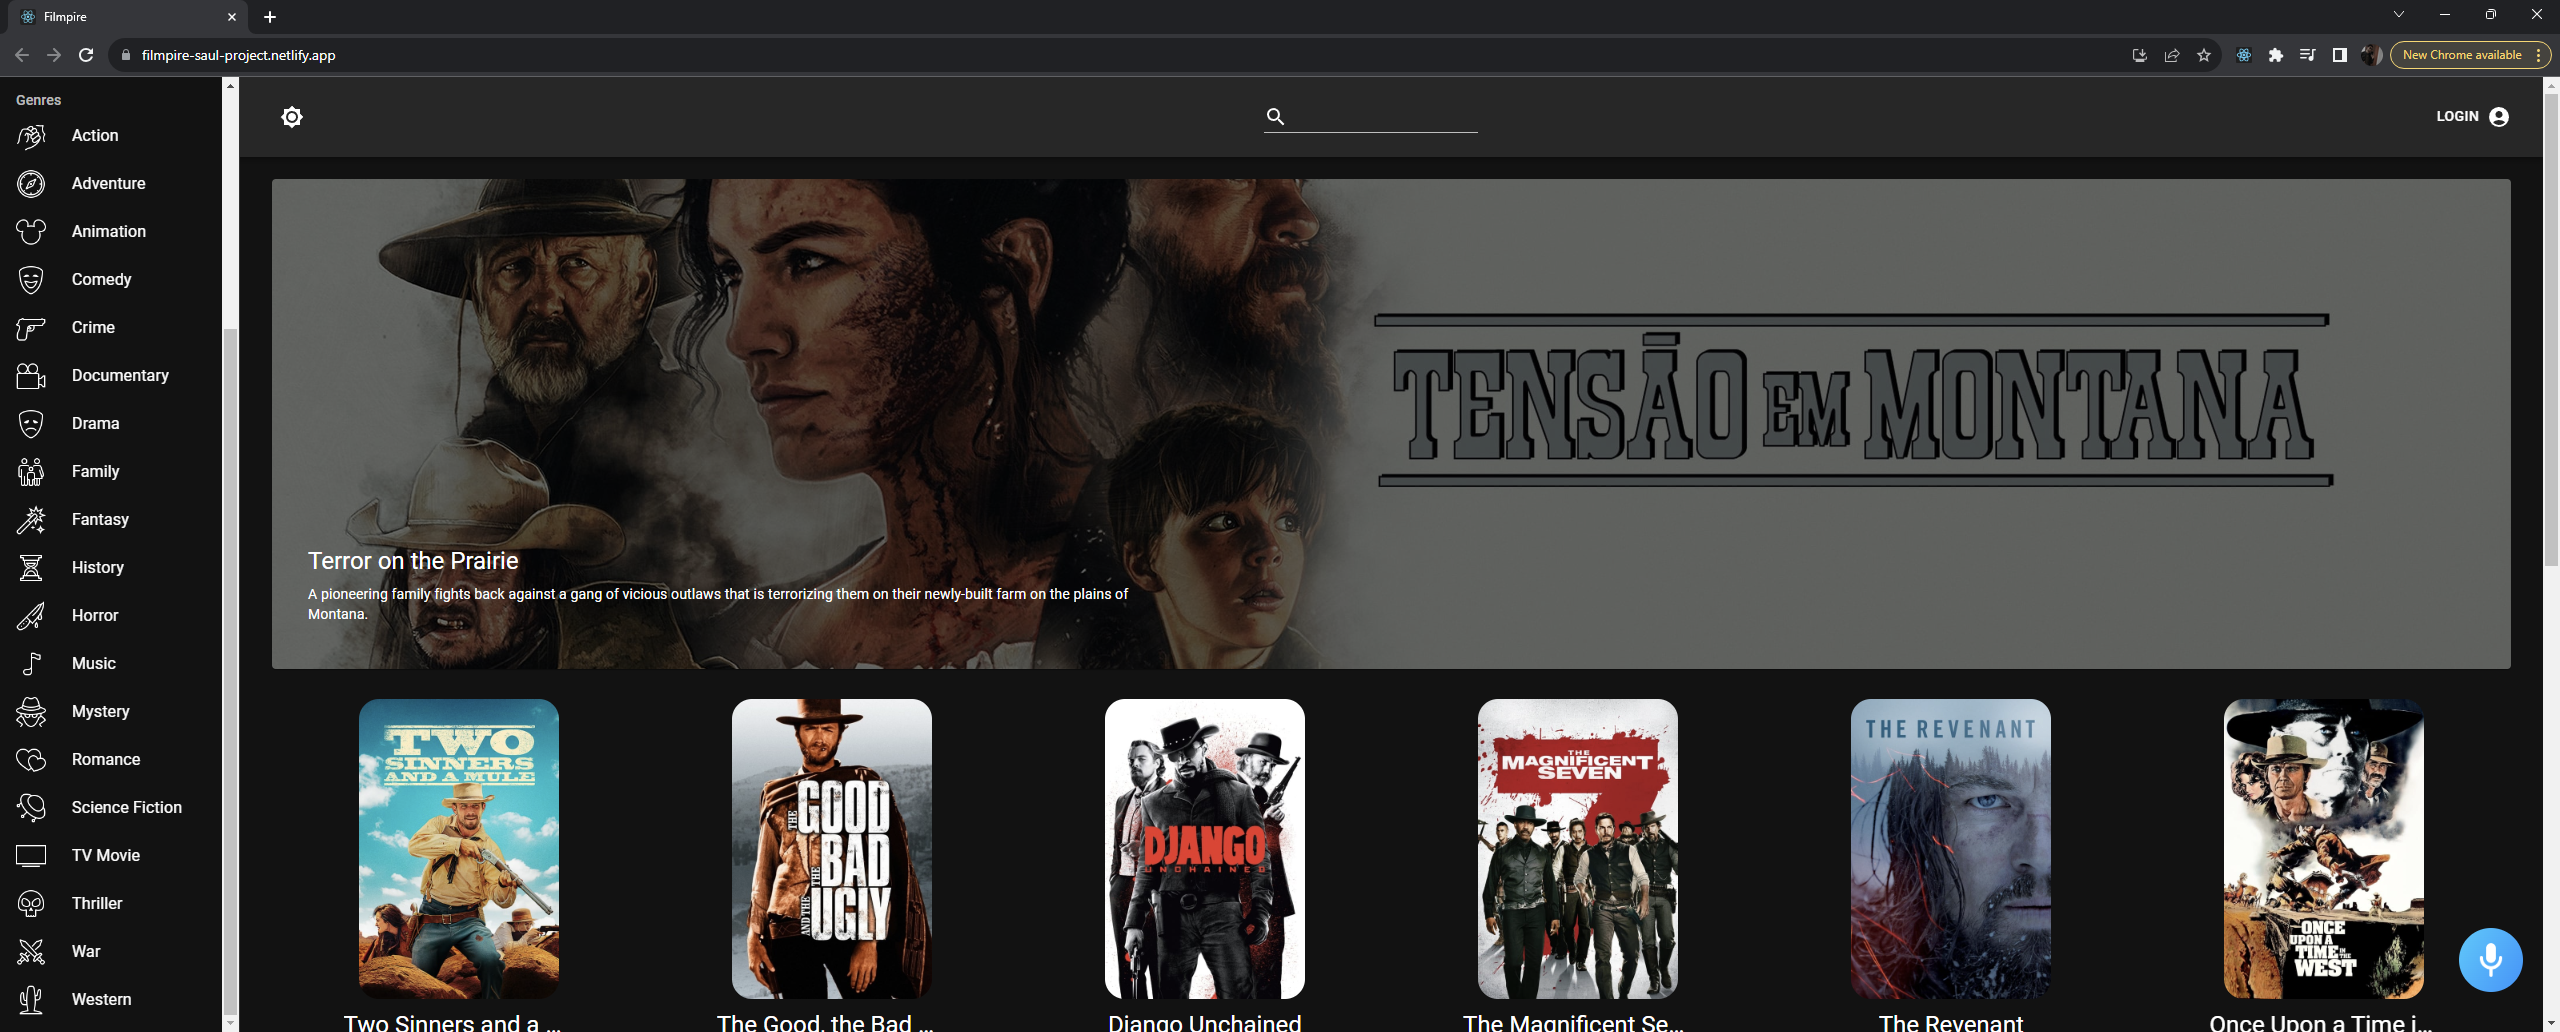 Filmpire
filmpire-saul-project.netlify.app
New Chrome available
Genres
Action
Adventure
Animation
Comedy
Crime
Documentary
Drama
Family
Fantasy
History
Horror
Music
Mystery
Romance
Science Fiction
TV Movie
Thriller
War
Western
LOGIN
TENSÃO EM MONTANA
Terror on the Prairie
A pioneering family fights back against a gang of vicious outlaws that is terrorizing them on their newly-built farm on the plains of
Montana.
TWO
SINNERS
AND A MULE
Two Sinners and a ...
THE GOOD
THE BAD
AND THE UGLY
The Good, the Bad ...
DJANGO
UNCHAINED
Django Unchained
THE
MAGNIFICENT
SEVEN
The Magnificent Se...
THE REVENANT
The Revenant
ONCE
UPON A
TIME IN THE
WEST
Once Upon a Time i...